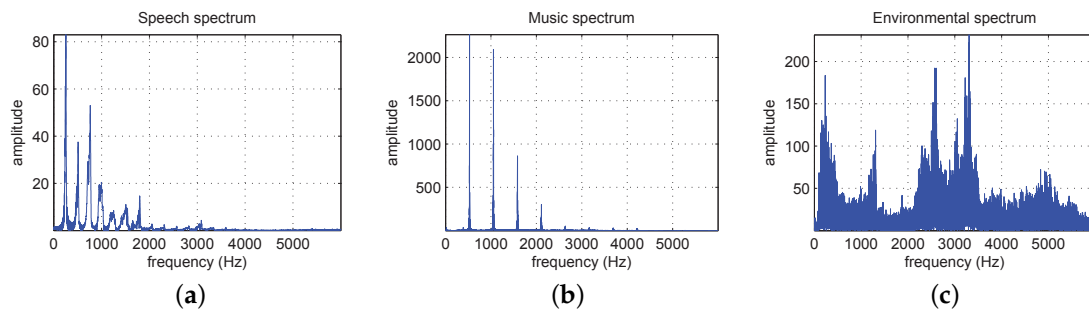 Speech spectrum
80
60
40
20
amplitude
0 1000 2000 3000 4000 5000
frequency (Hz)
(a)
Music spectrum
2000
1500
1000
500
amplitude
0 1000 2000 3000 4000 5000
frequency (Hz)
(b)
Environmental spectrum
200
150
100
50
amplitude
0 1000 2000 3000 4000 5000
frequency (Hz)
(c)